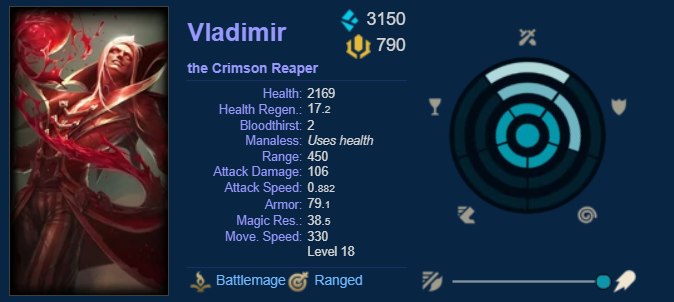 Vladimir
3150
790
the Crimson Reaper
Health: 2169
Health Regen.: 17.2
Bloodthirst: 2
Manaless: Uses health
Range: 450
Attack Damage: 106
Attack Speed: 0.882
Armor: 79.1
Magic Res.: 38.5
Move. Speed: 330
Level 18
Battlemage Ranged